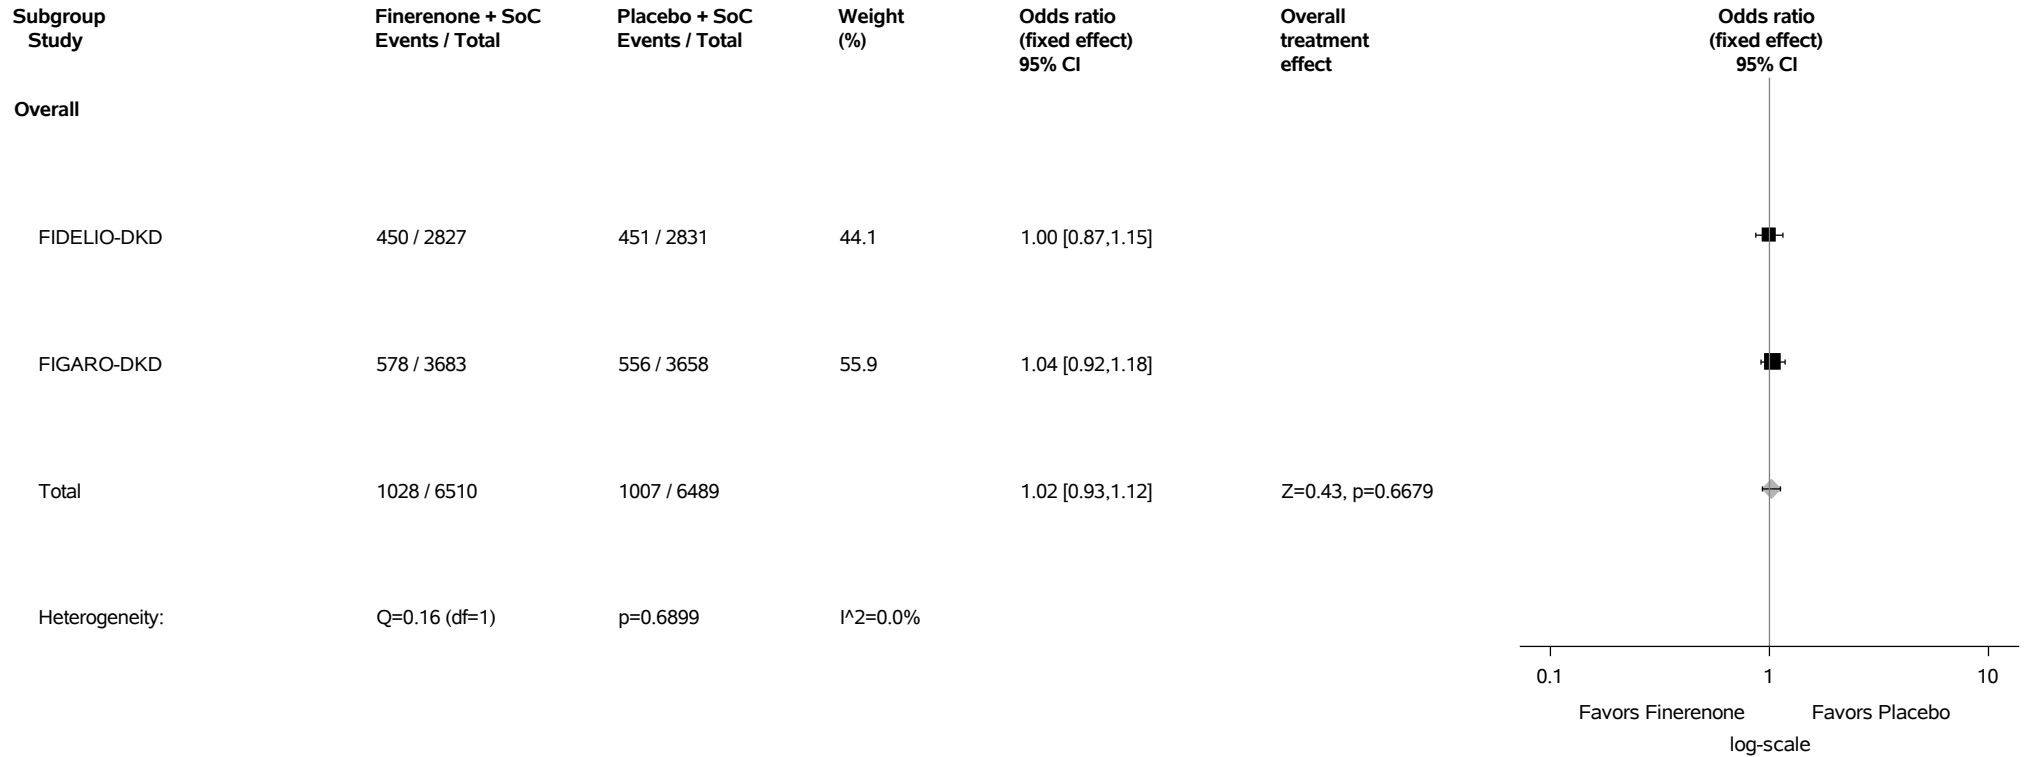 Subgroup Finerenone + SoC Placebo + SoC Weight Odds ratio Overall Odds ratio
Study Events / Total Events / Total (%) (fixed effect) treatment (fixed effect)
95% CI effect 95% CI
Overall
FIDELIO-DKD 450 / 2827 451 / 2831 44.1 1.00 [0.87,1.15]
FIGARO-DKD 578 / 3683 556 / 3658 55.9 1.04 [0.92,1.18]
Total 1028 / 6510 1007 / 6489 1.02 [0.93,1.12] Z=0.43, p=0.6679
Heterogeneity: Q=0.16 (df=1) p=0.6899 I^2=0.0%
0.1 1 10
Favors Finerenone Favors Placebo
log-scale